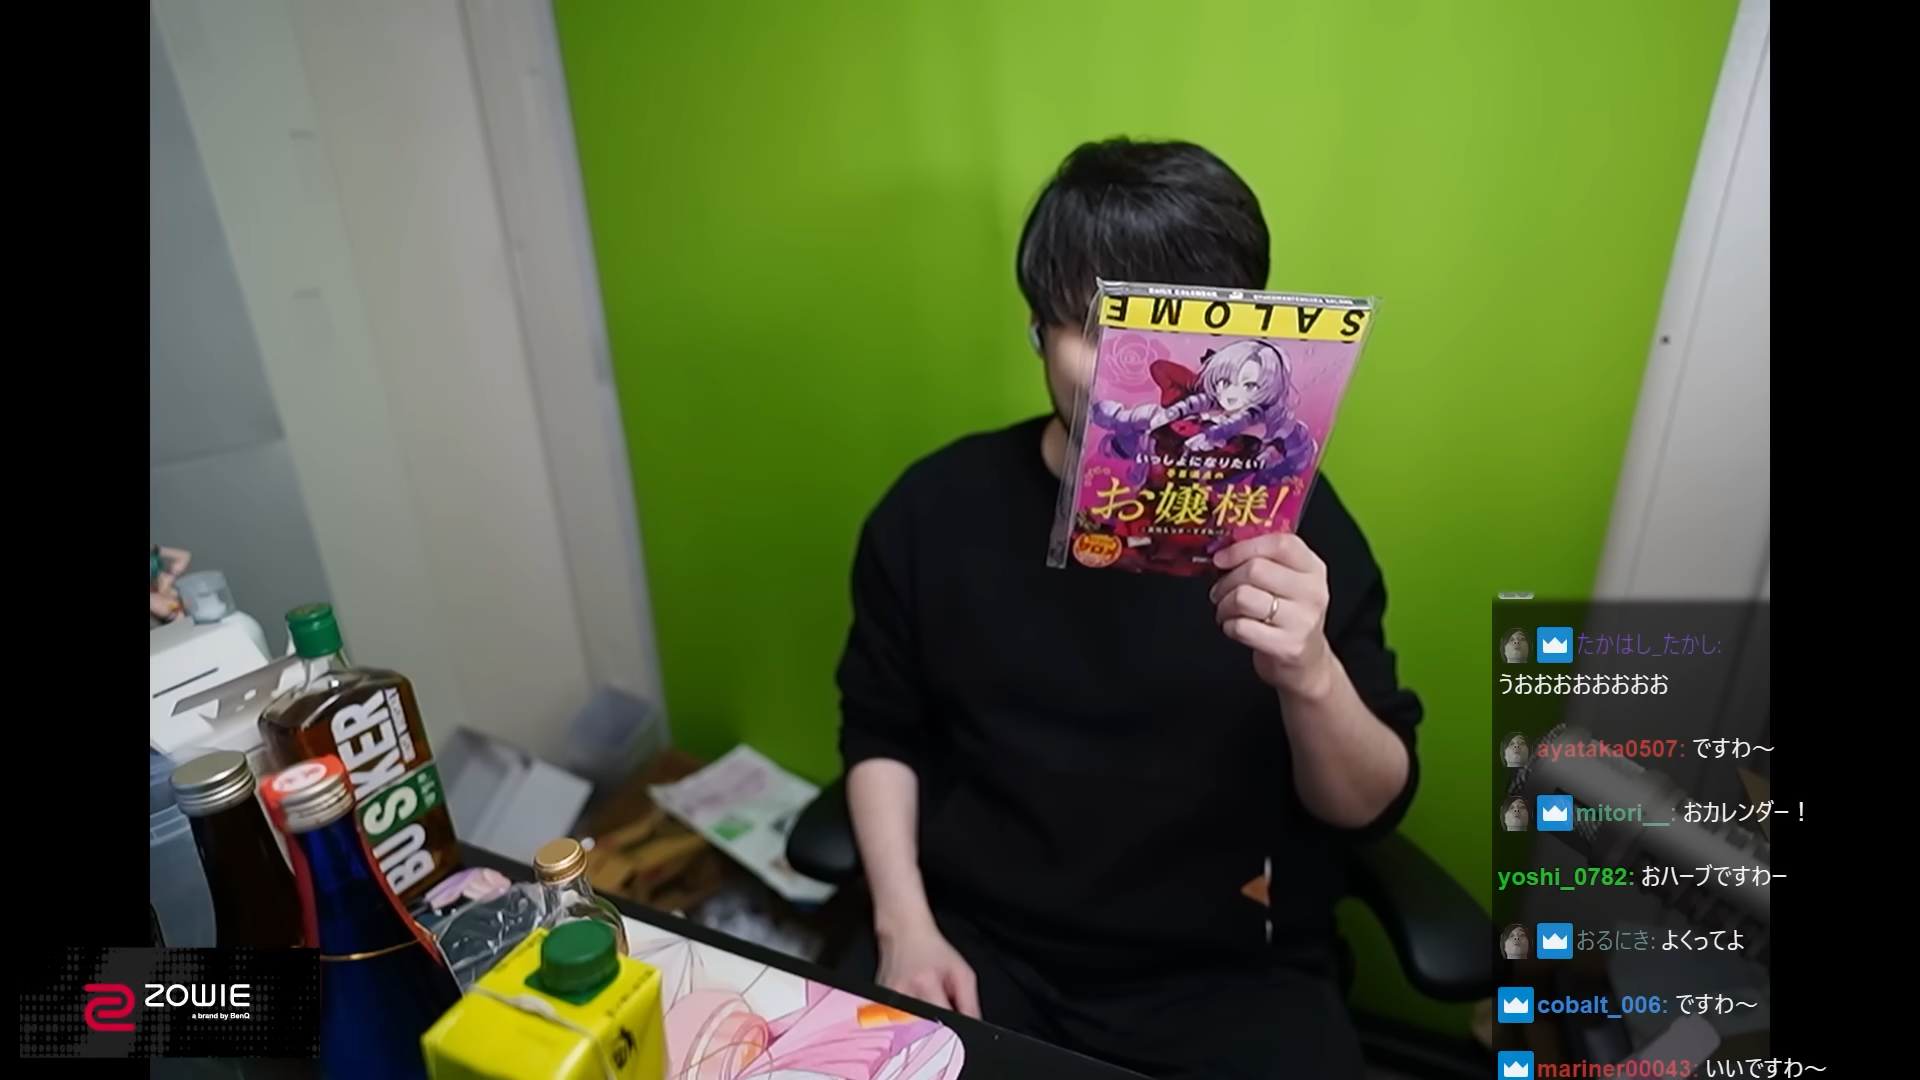 SALOME
いっしょになりたい!
お嬢様!
BUSKER
ZOWIE
a brand by BenQ
たかはし_たかし:
うおおおおおおおお
ayataka0507: ですわ〜
mitori__: おカレンダー！
yoshi_0782: おハーブですわー
おるにき: よくってよ
cobalt_006: ですわ〜
mariner00043: いいですわ〜